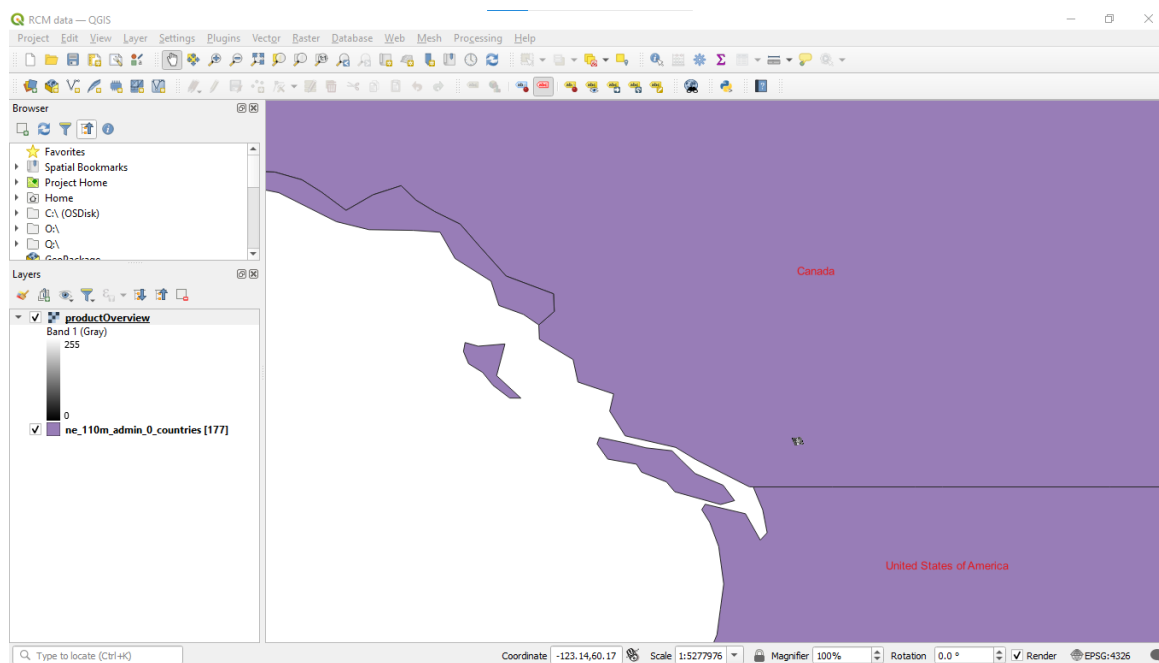 RCM data — QGIS
Project Edit View Layer Settings Plugins Vector Raster Database Web Mesh Processing Help
Browser
Favorites
Spatial Bookmarks
Project Home
Home
C:\ (OSDisk)
O:\
Q:\
GeoPackage
Layers
productOverview
Band 1 (Gray)
255
0
ne_110m_admin_0_countries [177]
Canada
United States of America
Type to locate (Ctrl+K)
Coordinate -123.14,60.17 Scale 1:5277976 Magnifier 100% Rotation 0.0 ° Render EPSG:4326